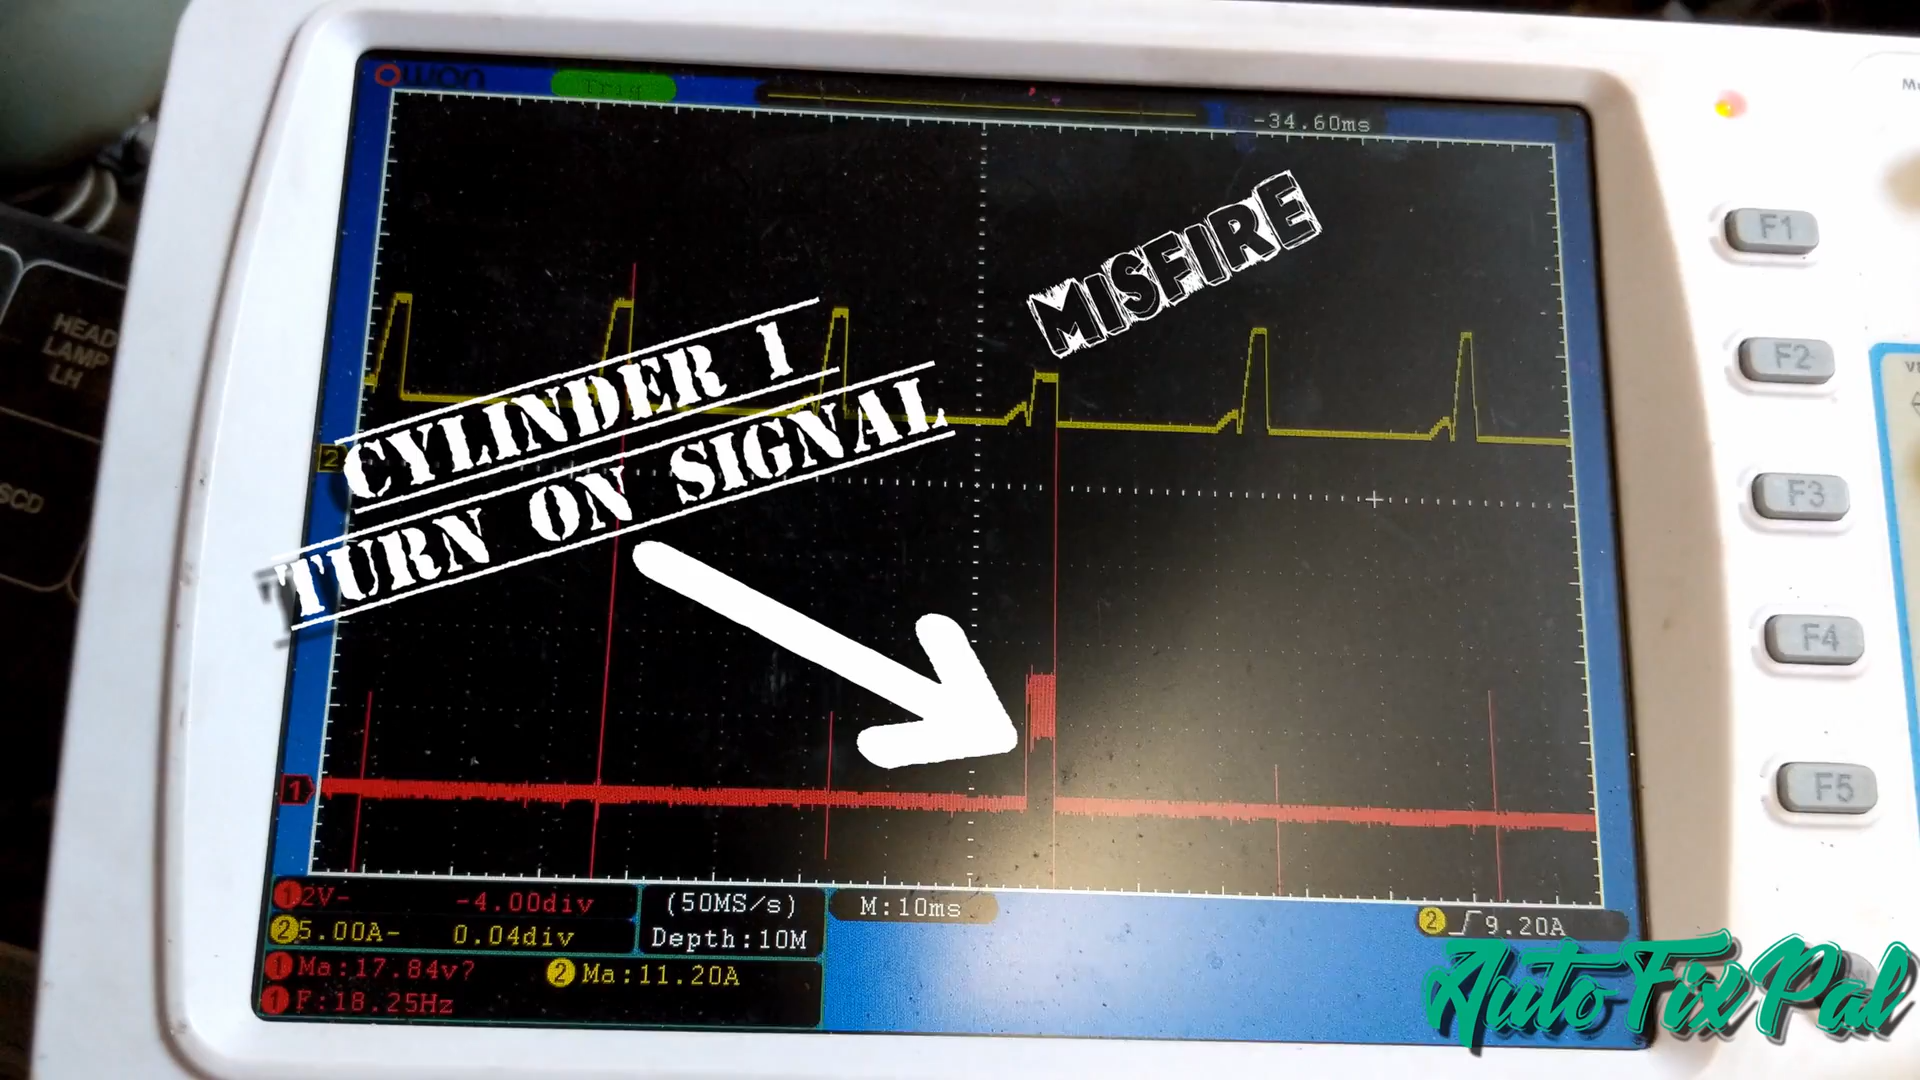 OWON
Trig
-34.60ms
MISFIRE
CYLINDER 1
TURN ON SIGNAL
HEAD
LAMP
LH
SCD
2
1
F1
F2
F3
F4
F5
1 2V- -4.00div
2 5.00A- 0.04div
(50MS/s)
Depth:10M
M:10ms
2 9.20A
1 Ma:17.84v? 2 Ma:11.20A
1 F:18.25Hz
Auto Fix Pal